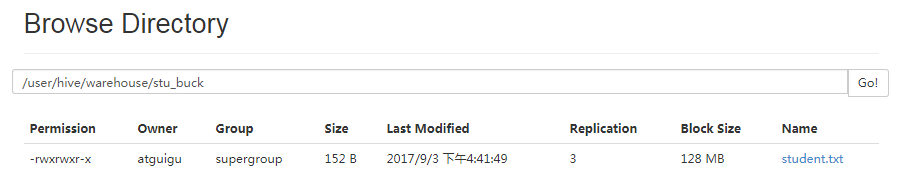 Browse Directory
/user/hive/warehouse/stu_buck Go!
Permission Owner Group Size Last Modified Replication Block Size Name
-rwxrwxr-x atguigu supergroup 152 B 2017/9/3 下午4:41:49 3 128 MB student.txt